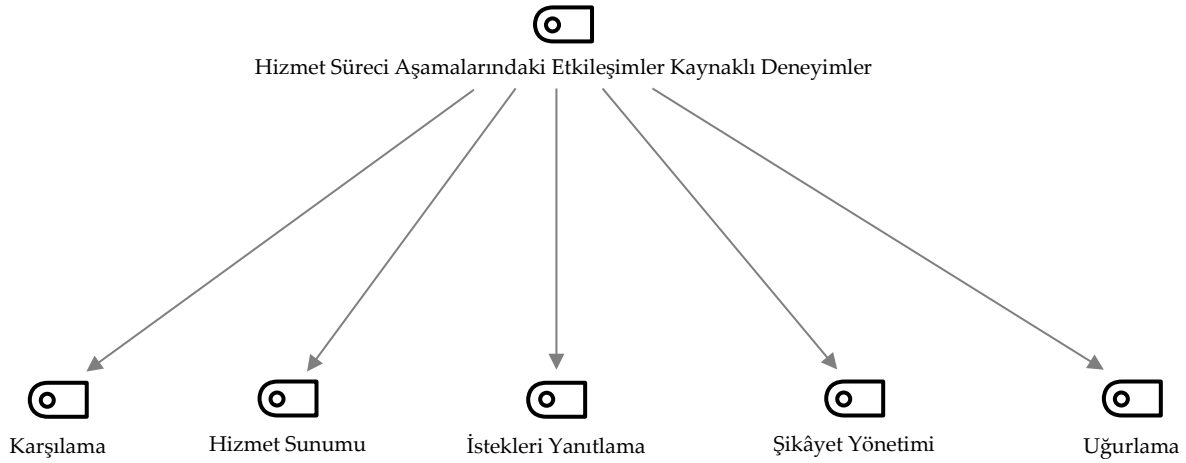 Hizmet Süreci Aşamalarındaki Etkileşimler Kaynaklı Deneyimler
Karşılama
Hizmet Sunumu
İstekleri Yanıtlama
Şikâyet Yönetimi
Uğurlama